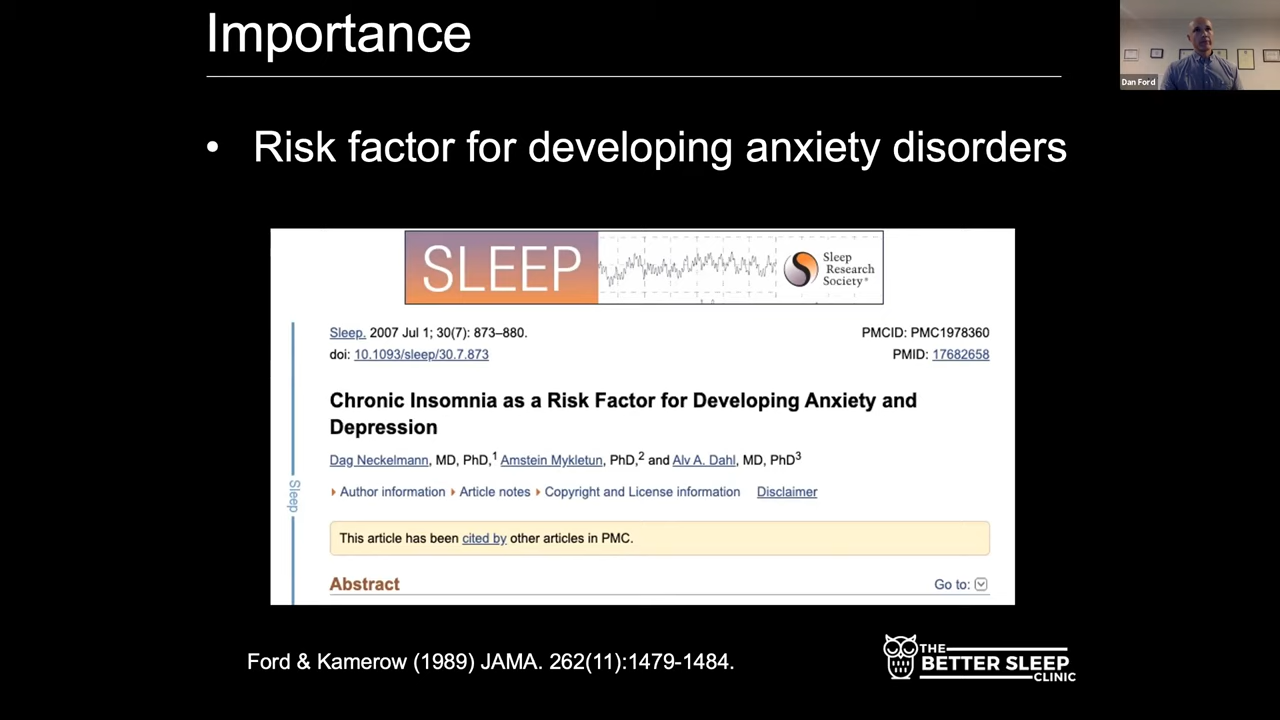 Importance
Dan Ford
• Risk factor for developing anxiety disorders
SLEEP
Sleep
Research
Society®
Sleep. 2007 Jul 1; 30(7): 873–880.
PMCID: PMC1978360
doi: 10.1093/sleep/30.7.873
PMID: 17682658
Chronic Insomnia as a Risk Factor for Developing Anxiety and
Depression
Dag Neckelmann, MD, PhD,1 Amstein Mykletun, PhD,2 and Alv A. Dahl, MD, PhD3
Author information Article notes Copyright and License information Disclaimer
Sleep
This article has been cited by other articles in PMC.
Abstract
Go to:
Ford & Kamerow (1989) JAMA. 262(11):1479-1484.
THE
BETTER SLEEP
CLINIC